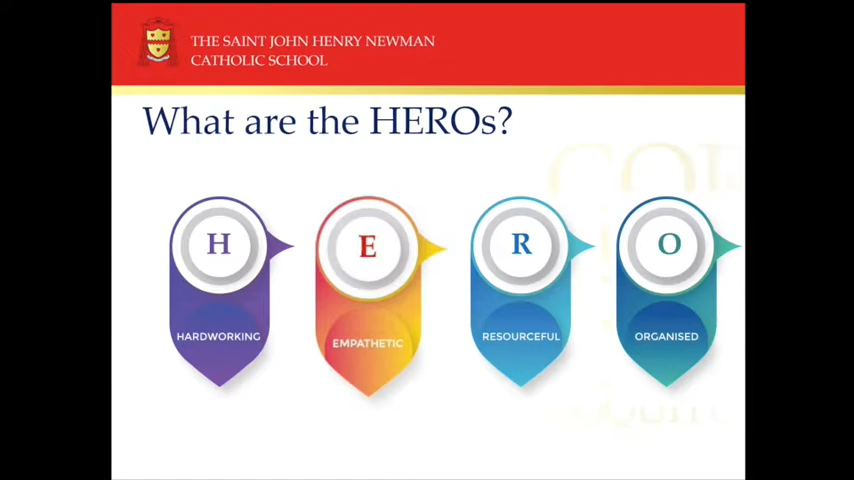 THE SAINT JOHN HENRY NEWMAN
CATHOLIC SCHOOL
What are the HEROs?
H
E
R
O
HARDWORKING
EMPATHETIC
RESOURCEFUL
ORGANISED